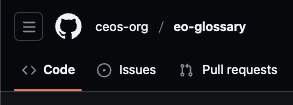 ceos-org / eo-glossary
Code Issues Pull requests